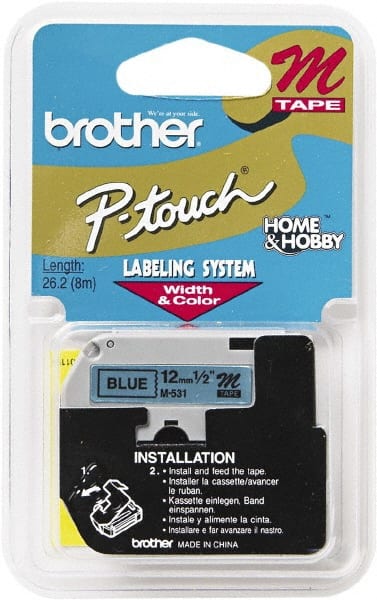 M
TAPE
We're at your side.
brother
P-touch®
HOME
&HOBBY™
Length:
26.2 (8m)
LABELING SYSTEM
Width
& Color
BLUE
12mm 1/2" M
M-531
TAPE
INSTALLATION
2. • Install and feed the tape.
• Installer la cassette/avancer
le ruban.
• Kassette einlegen, Band
einspannen.
• Instale y alimente la cinta.
• Installare e far avanzare il nastro.
1.
brother MADE IN CHINA